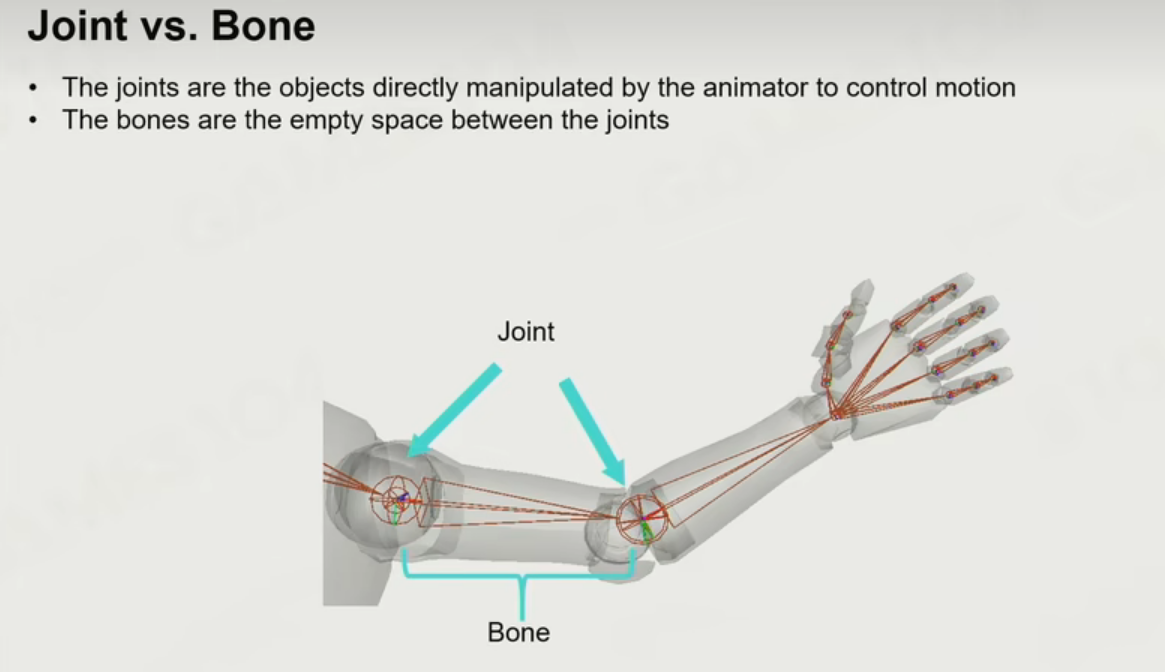 Joint vs. Bone
• The joints are the objects directly manipulated by the animator to control motion
• The bones are the empty space between the joints
Joint
Bone